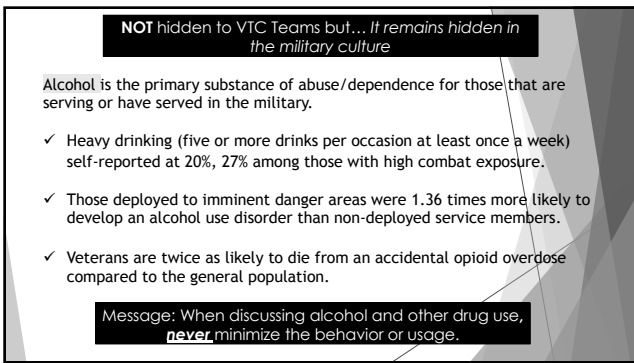 NOT hidden to VTC Teams but… It remains hidden in
the military culture
Alcohol is the primary substance of abuse/dependence for those that are
serving or have served in the military.
✓ Heavy drinking (five or more drinks per occasion at least once a week)
self-reported at 20%, 27% among those with high combat exposure.
✓ Those deployed to imminent danger areas were 1.36 times more likely to
develop an alcohol use disorder than non-deployed service members.
✓ Veterans are twice as likely to die from an accidental opioid overdose
compared to the general population.
Message: When discussing alcohol and other drug use,
never minimize the behavior or usage.